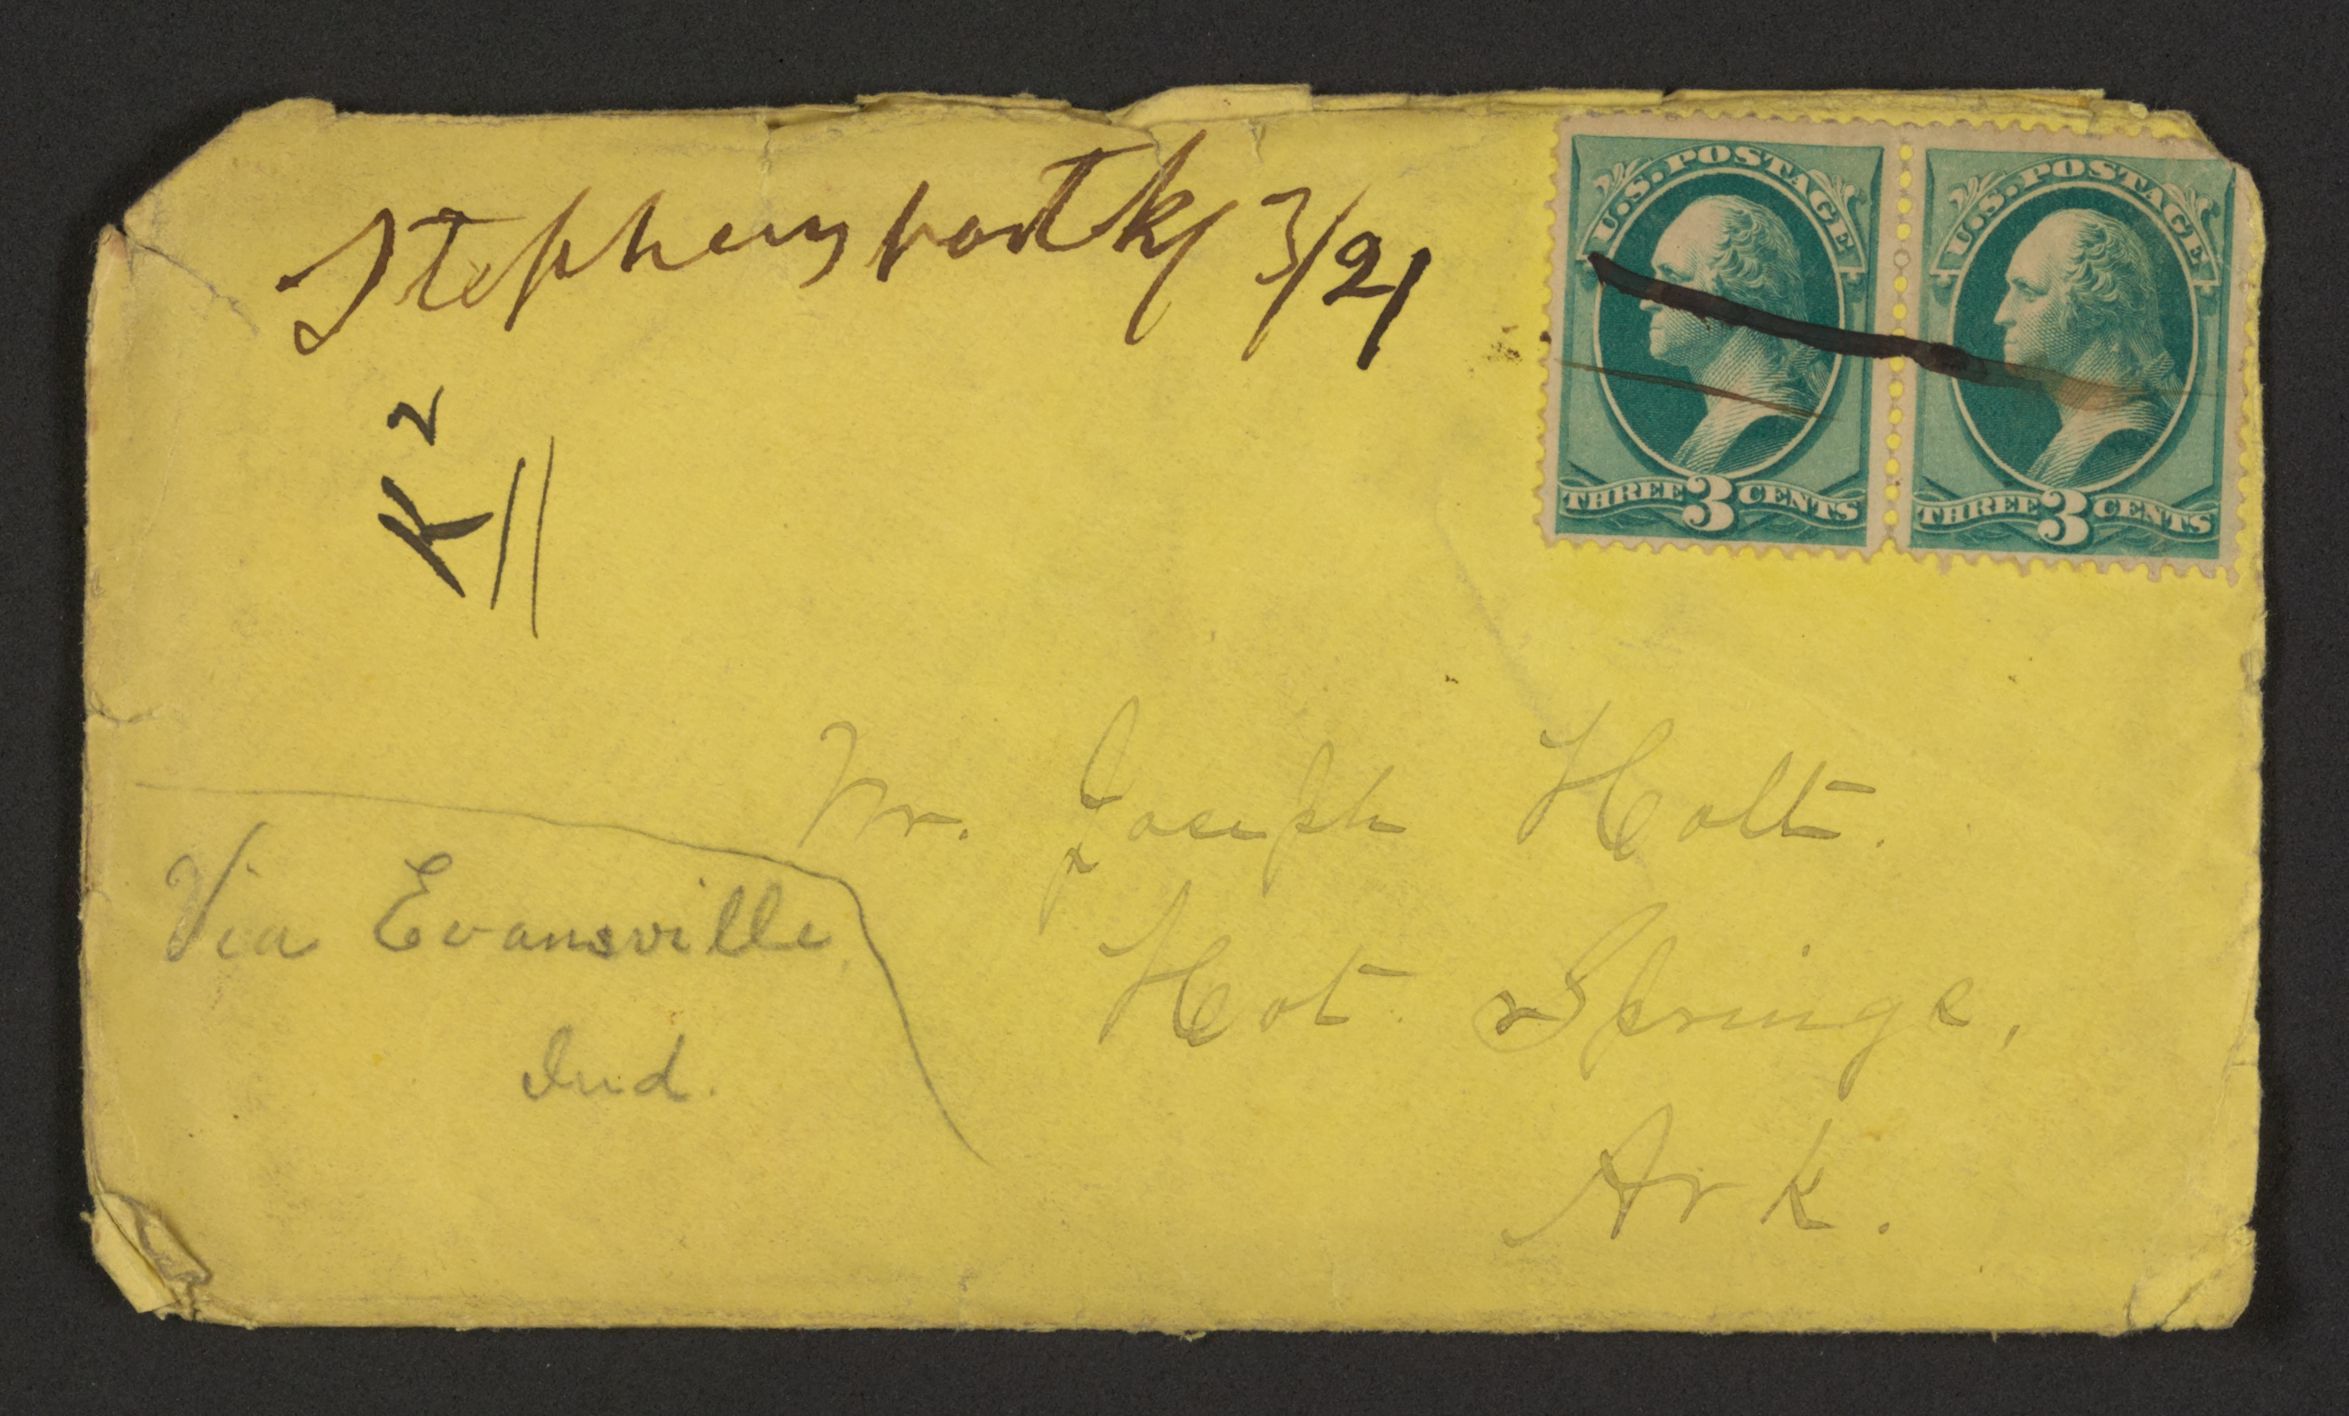 Stephensport Ky 3/21
U.S. POSTAGE
THREE 3 CENTS
U.S. POSTAGE
THREE 3 CENTS
K 2
Mr. Joseph Holt.
Hot Springs,
Ark.
Via Evansville,
Ind.